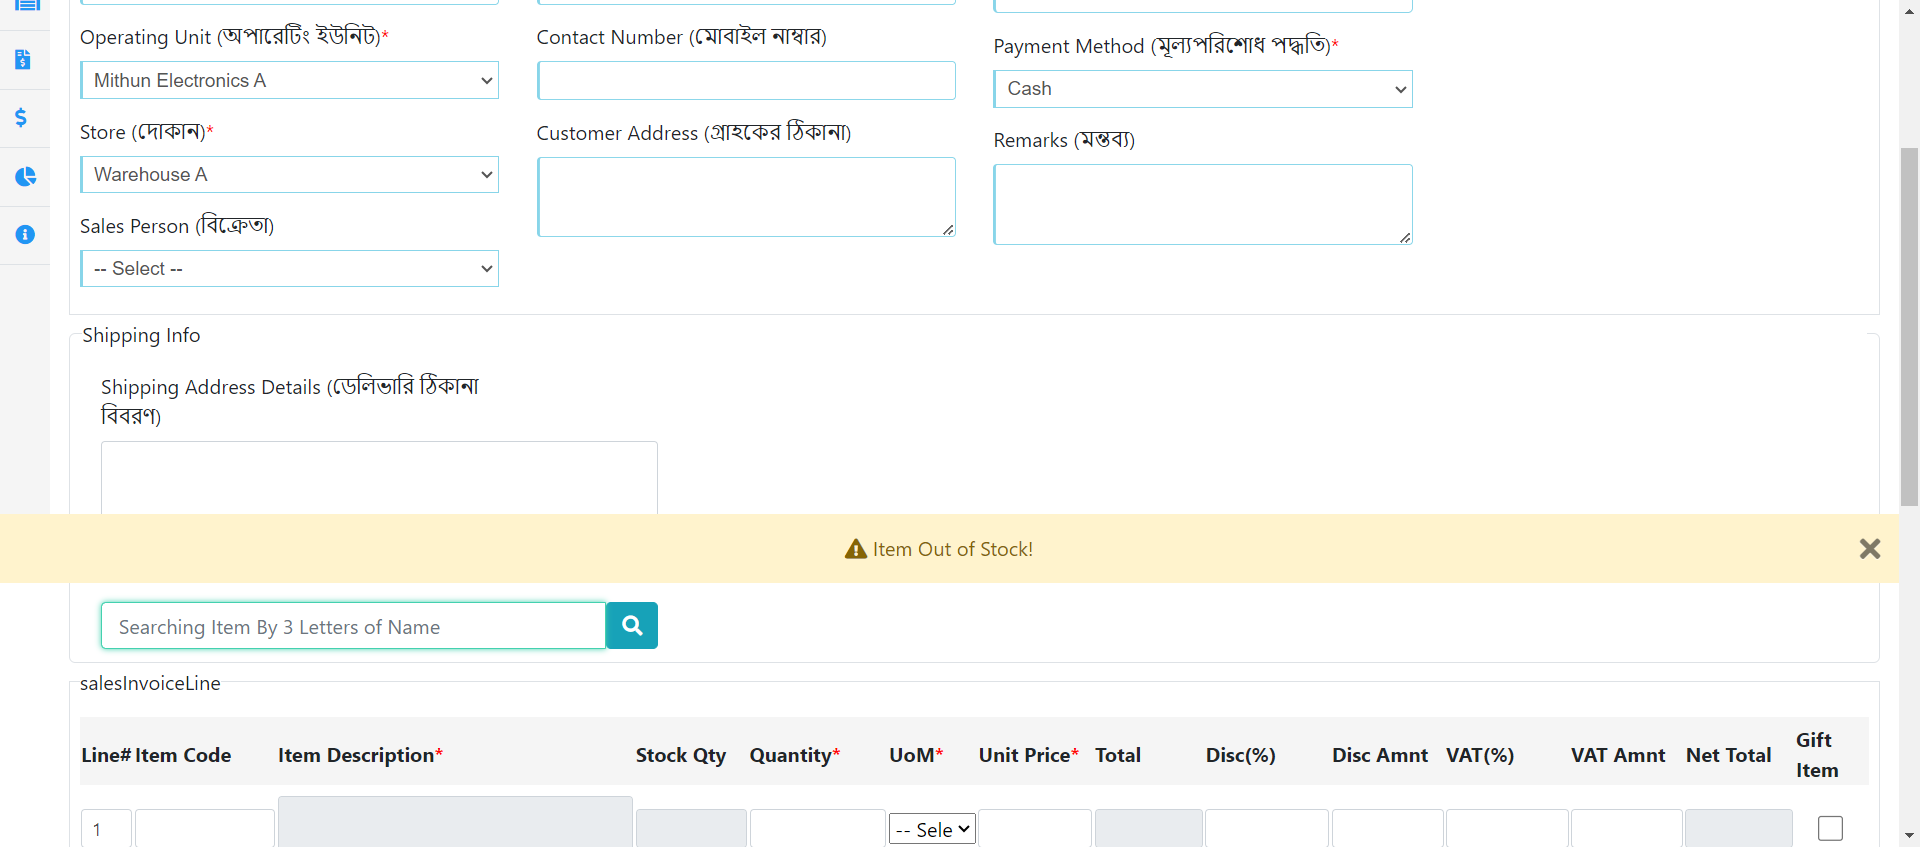 Operating Unit (অপারেটিং ইউনিট)*
Mithun Electronics A
Store (দোকান)*
Warehouse A
Sales Person (বিক্রেতা)
-- Select --
Contact Number (মোবাইল নাম্বার)
Customer Address (গ্রাহকের ঠিকানা)
Payment Method (মূল্যপরিশোধ পদ্ধতি)*
Cash
Remarks (মন্তব্য)
Shipping Info
Shipping Address Details (ডেলিভারি ঠিকানা
বিবরণ)
Item Out of Stock!
Searching Item By 3 Letters of Name
salesInvoiceLine
Line# Item Code Item Description* Stock Qty Quantity* UoM* Unit Price* Total Disc(%) Disc Amnt VAT(%) VAT Amnt Net Total Gift Item
1 -- Sele